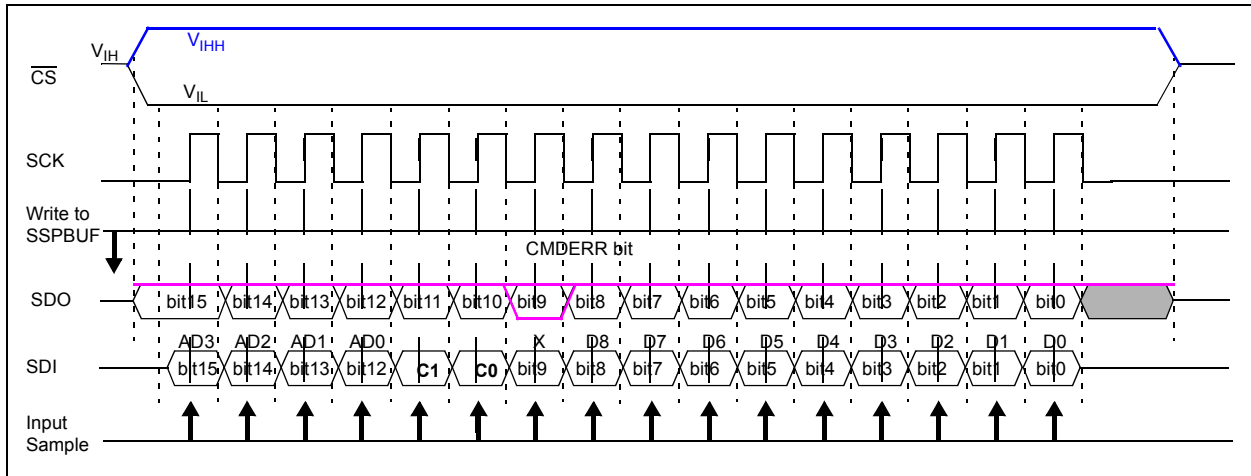 VIH
VIHH
CS
VIL
SCK
Write to
SSPBUF
CMDERR bit
SDO bit15 bit14 bit13 bit12 bit11 bit10 bit9 bit8 bit7 bit6 bit5 bit4 bit3 bit2 bit1 bit0
AD3 AD2 AD1 AD0 X D8 D7 D6 D5 D4 D3 D2 D1 D0
SDI bit15 bit14 bit13 bit12 C1 C0 bit9 bit8 bit7 bit6 bit5 bit4 bit3 bit2 bit1 bit0
Input
Sample